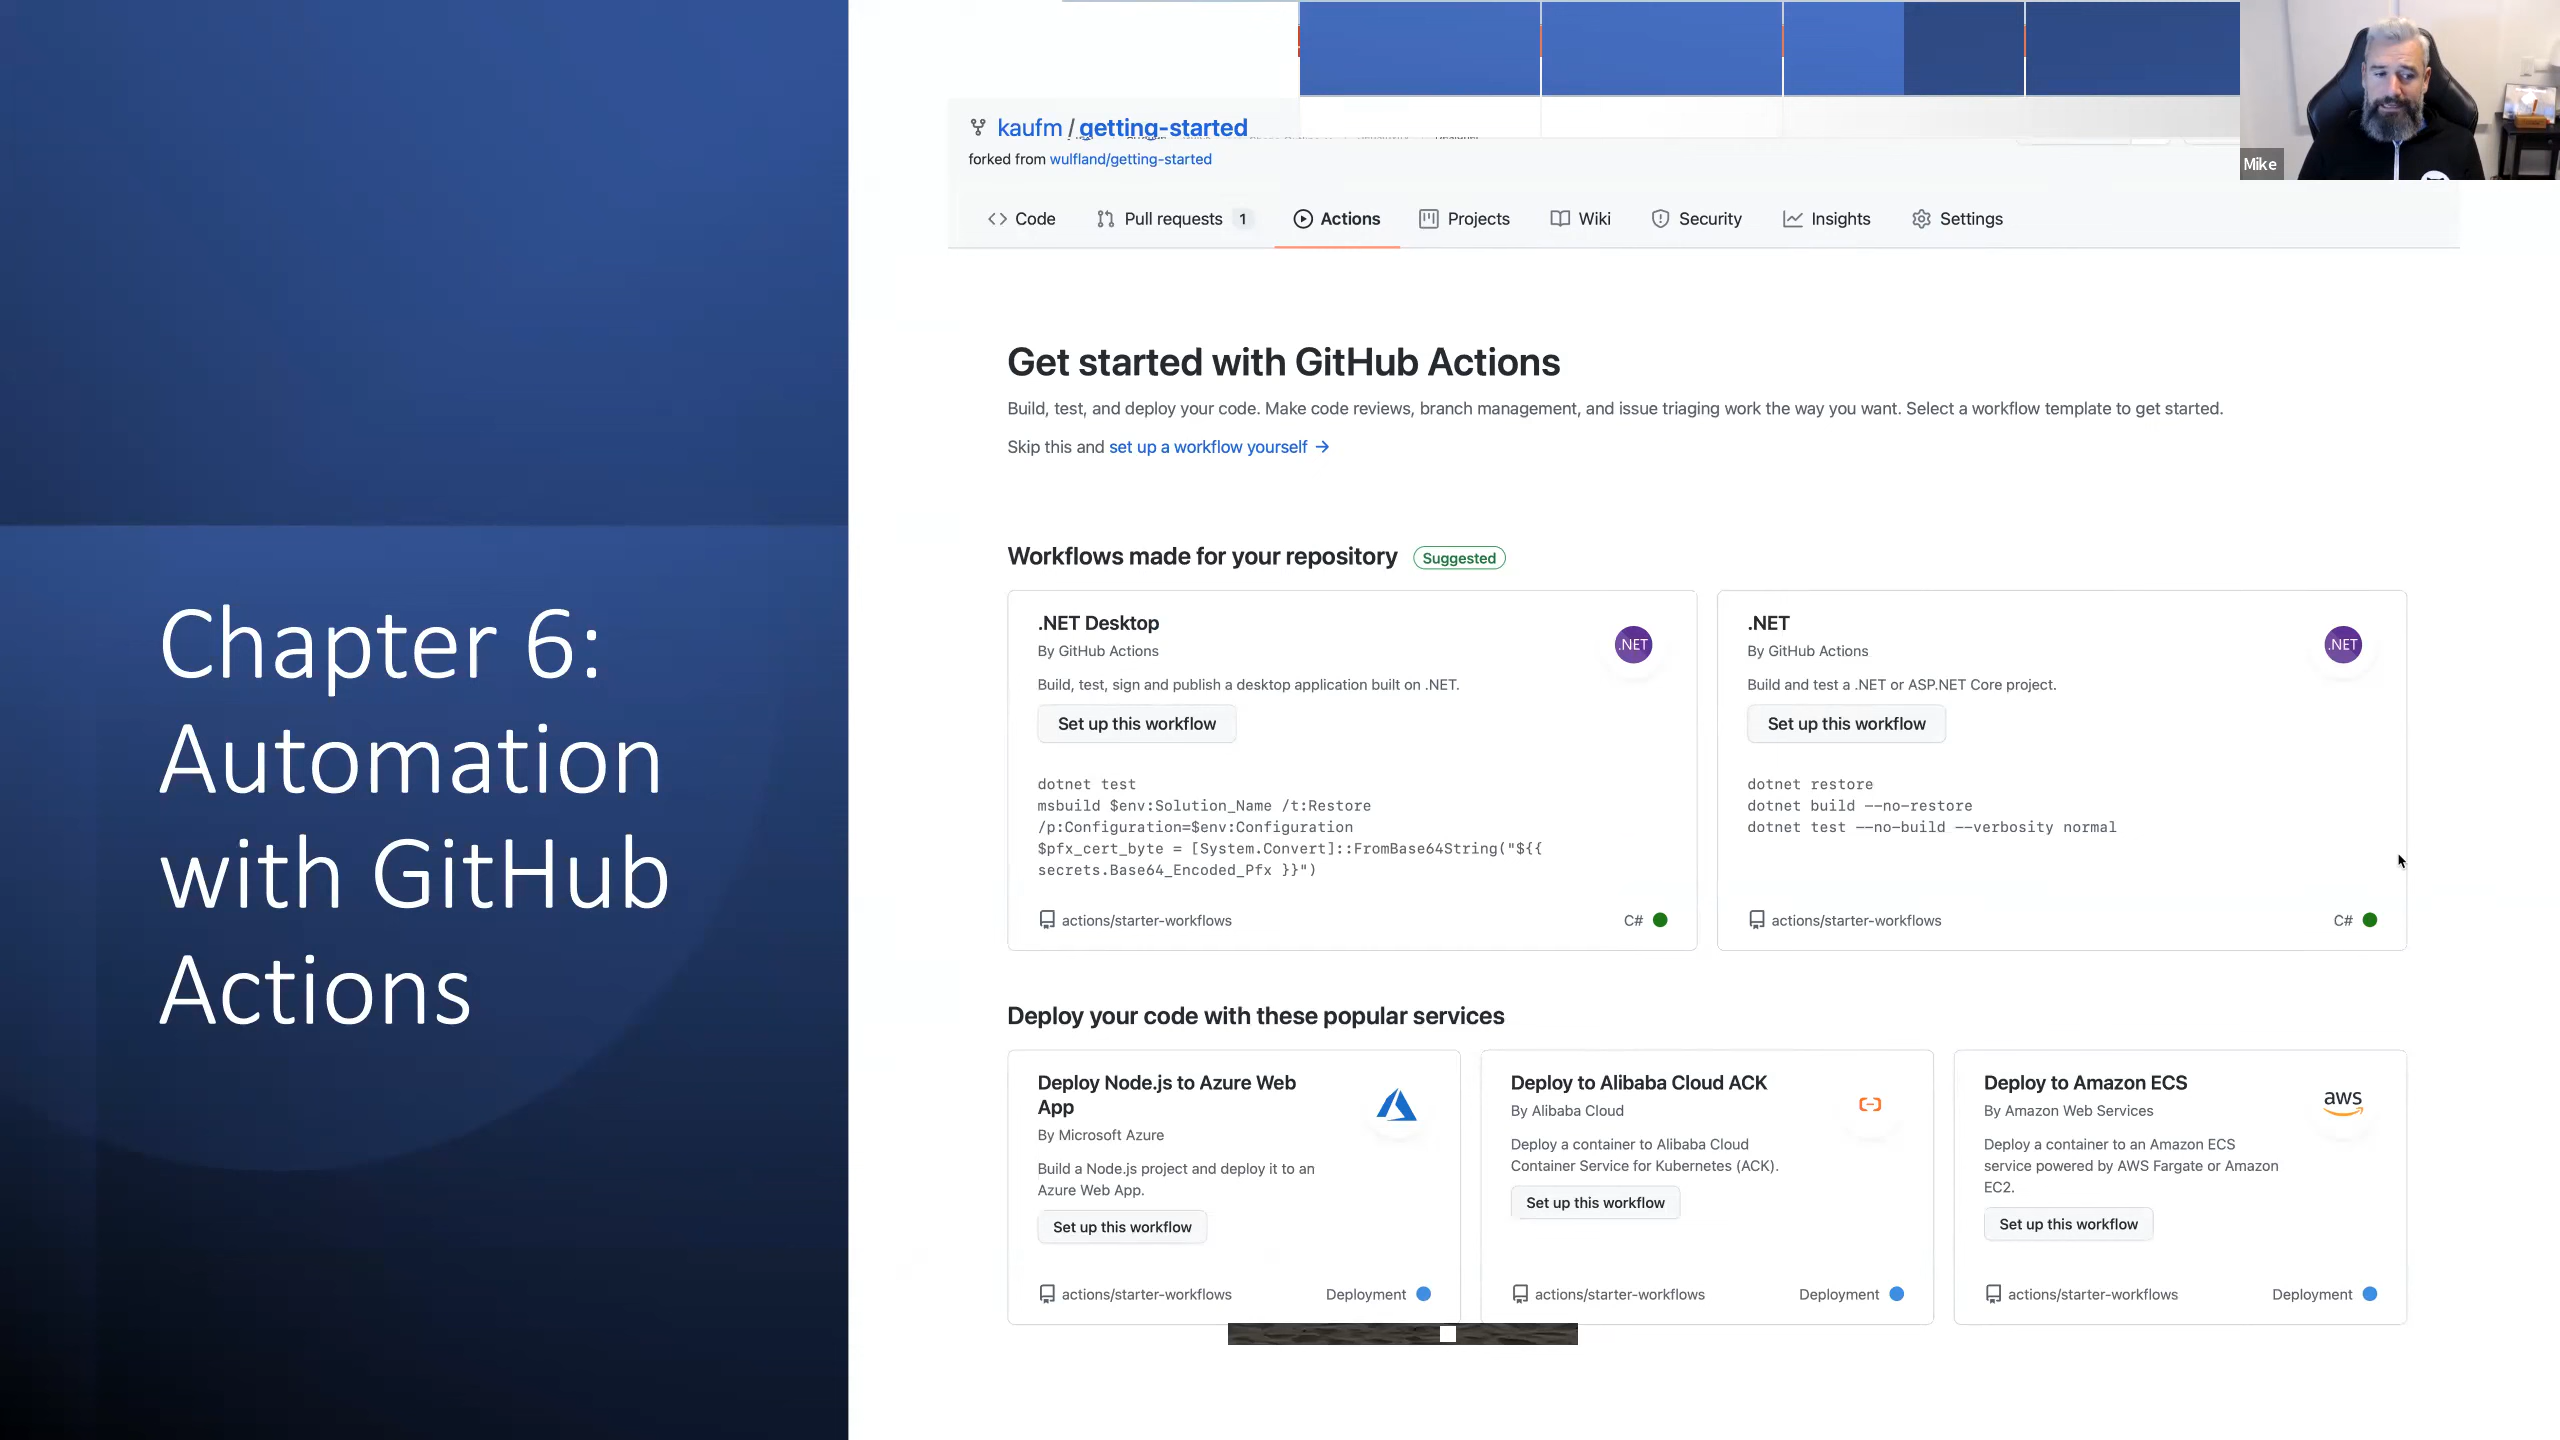 Chapter 6:
Automation
with GitHub
Actions
kaufm / getting-started
forked from wulfland/getting-started
Mike
Code
Pull requests 1
Actions
Projects
Wiki
Security
Insights
Settings
Get started with GitHub Actions
Build, test, and deploy your code. Make code reviews, branch management, and issue triaging work the way you want. Select a workflow template to get started.
Skip this and set up a workflow yourself →
Workflows made for your repository Suggested
.NET Desktop
By GitHub Actions
.NET
Build, test, sign and publish a desktop application built on .NET.
Set up this workflow
dotnet test
msbuild $env:Solution_Name /t:Restore
/p:Configuration=$env:Configuration
$pfx_cert_byte = [System.Convert]::FromBase64String("${{
secrets.Base64_Encoded_Pfx }}")
actions/starter-workflows
C#
.NET
By GitHub Actions
.NET
Build and test a .NET or ASP.NET Core project.
Set up this workflow
dotnet restore
dotnet build --no-restore
dotnet test --no-build --verbosity normal
actions/starter-workflows
C#
Deploy your code with these popular services
Deploy Node.js to Azure Web
App
By Microsoft Azure
Build a Node.js project and deploy it to an
Azure Web App.
Set up this workflow
actions/starter-workflows
Deployment
Deploy to Alibaba Cloud ACK
By Alibaba Cloud
Deploy a container to Alibaba Cloud
Container Service for Kubernetes (ACK).
Set up this workflow
actions/starter-workflows
Deployment
Deploy to Amazon ECS
By Amazon Web Services
aws
Deploy a container to an Amazon ECS
service powered by AWS Fargate or Amazon
EC2.
Set up this workflow
actions/starter-workflows
Deployment